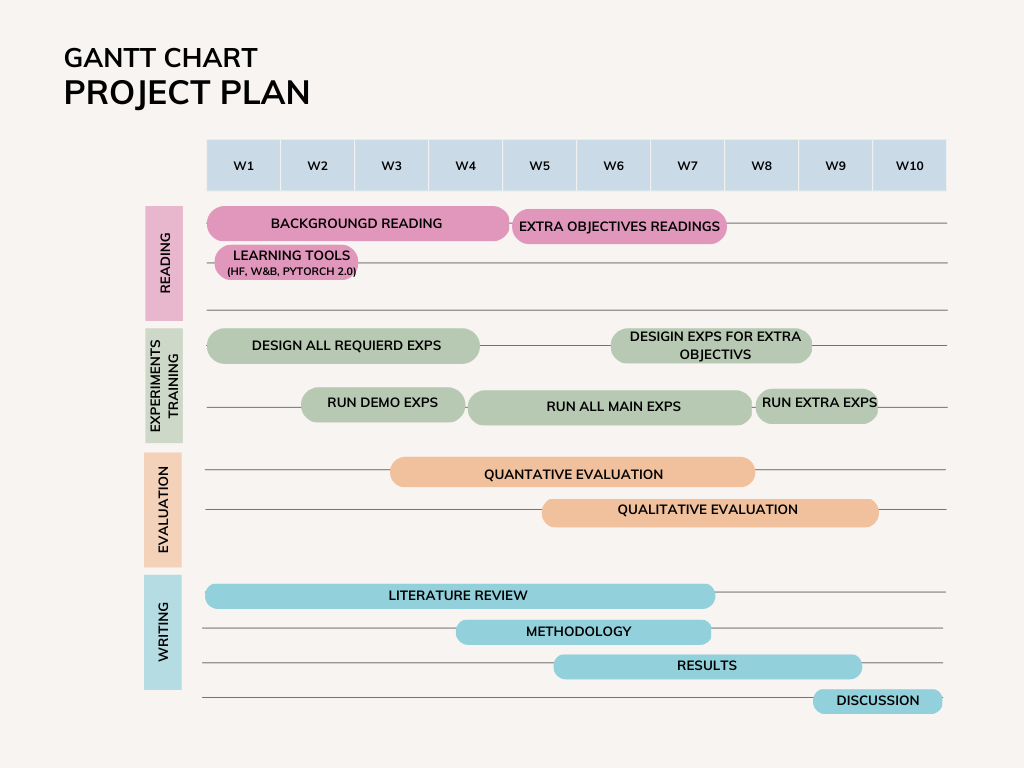 GANTT CHART
PROJECT PLAN
W1 W2 W3 W4 W5 W6 W7 W8 W9 W10
READING
BACKGROUNGD READING
EXTRA OBJECTIVES READINGS
LEARNING TOOLS
(HF, W&B, PYTORCH 2.0)
EXPERIMENTS
TRAINING
DESIGN ALL REQUIERD EXPS
DESIGIN EXPS FOR EXTRA
OBJECTIVS
RUN DEMO EXPS
RUN ALL MAIN EXPS
RUN EXTRA EXPS
EVALUATION
QUANTATIVE EVALUATION
QUALITATIVE EVALUATION
WRITING
LITERATURE REVIEW
METHODOLOGY
RESULTS
DISCUSSION